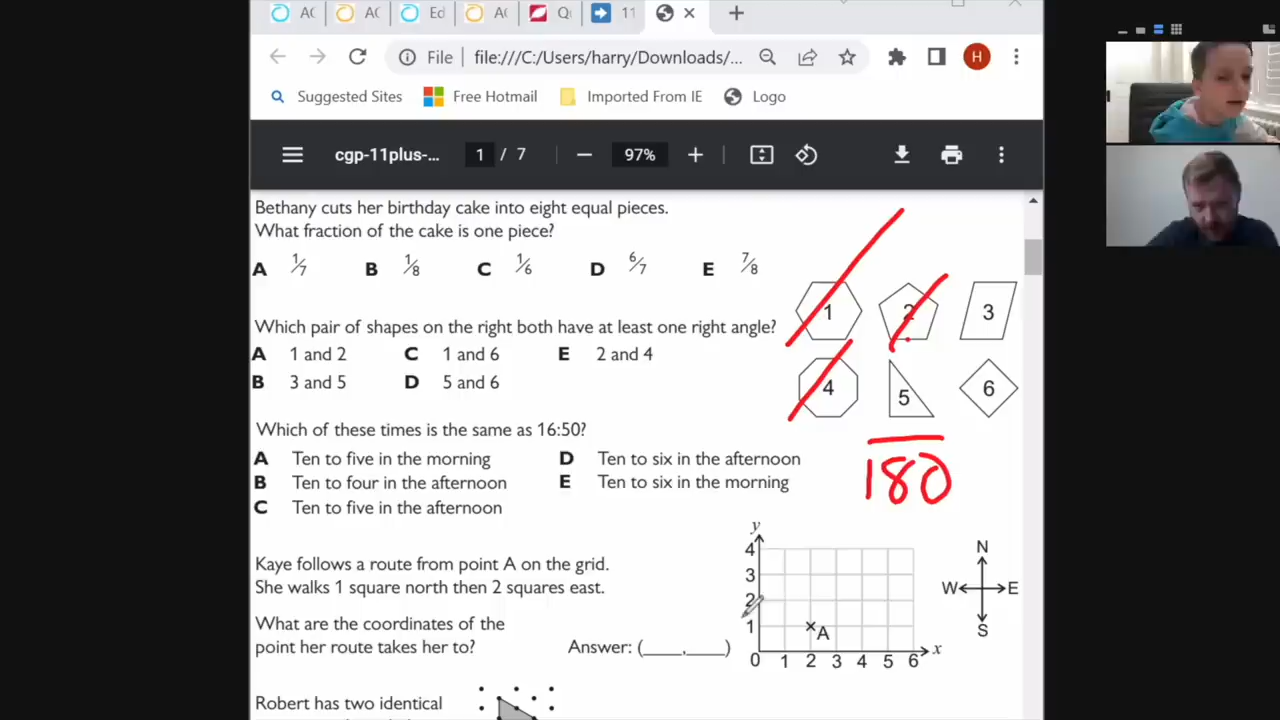 AC
AC
Ed
AC
Qu
11
File
file:///C:/Users/harry/Downloads/...
H
Suggested Sites
Free Hotmail
Imported From IE
Logo
cgp-11plus-...
1 / 7
97%
Bethany cuts her birthday cake into eight equal pieces.
What fraction of the cake is one piece?
A 1/7 B 1/8 C 1/6 D 6/7 E 7/8
Which pair of shapes on the right both have at least one right angle?
A 1 and 2 C 1 and 6 E 2 and 4
B 3 and 5 D 5 and 6
1 2 3
4 5 6
180
Which of these times is the same as 16:50?
A Ten to five in the morning D Ten to six in the afternoon
B Ten to four in the afternoon E Ten to six in the morning
C Ten to five in the afternoon
Kaye follows a route from point A on the grid.
She walks 1 square north then 2 squares east.
What are the coordinates of the
point her route takes her to?
Answer: (____,____)
y
4
3
2
1
A
0 1 2 3 4 5 6 x
N
W E
S
Robert has two identical